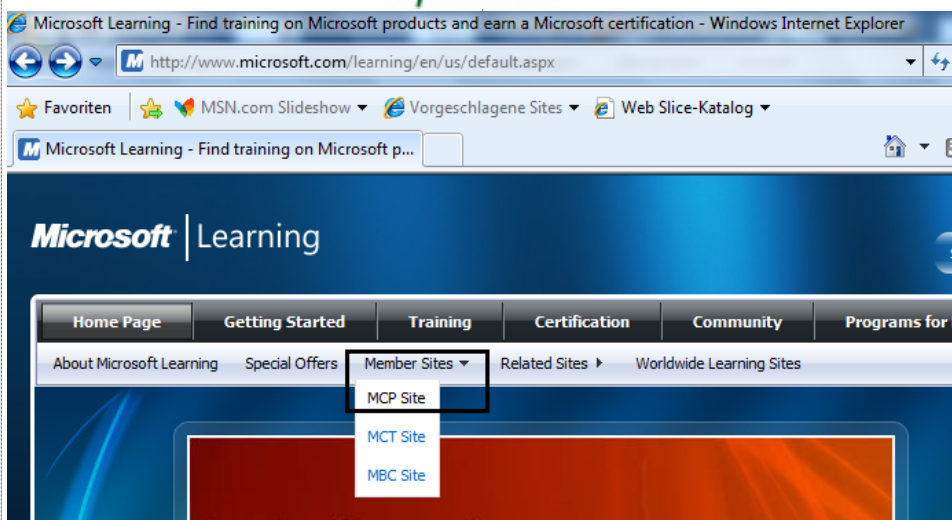 Microsoft Learning - Find training on Microsoft products and earn a Microsoft certification - Windows Internet Explorer
http://www.microsoft.com/learning/en/us/default.aspx
Favoriten MSN.com Slideshow Vorgeschlagene Sites Web Slice-Katalog
Microsoft Learning - Find training on Microsoft p...
Microsoft Learning
Home Page Getting Started Training Certification Community Programs for
About Microsoft Learning Special Offers Member Sites Related Sites Worldwide Learning Sites
MCP Site
MCT Site
MBC Site